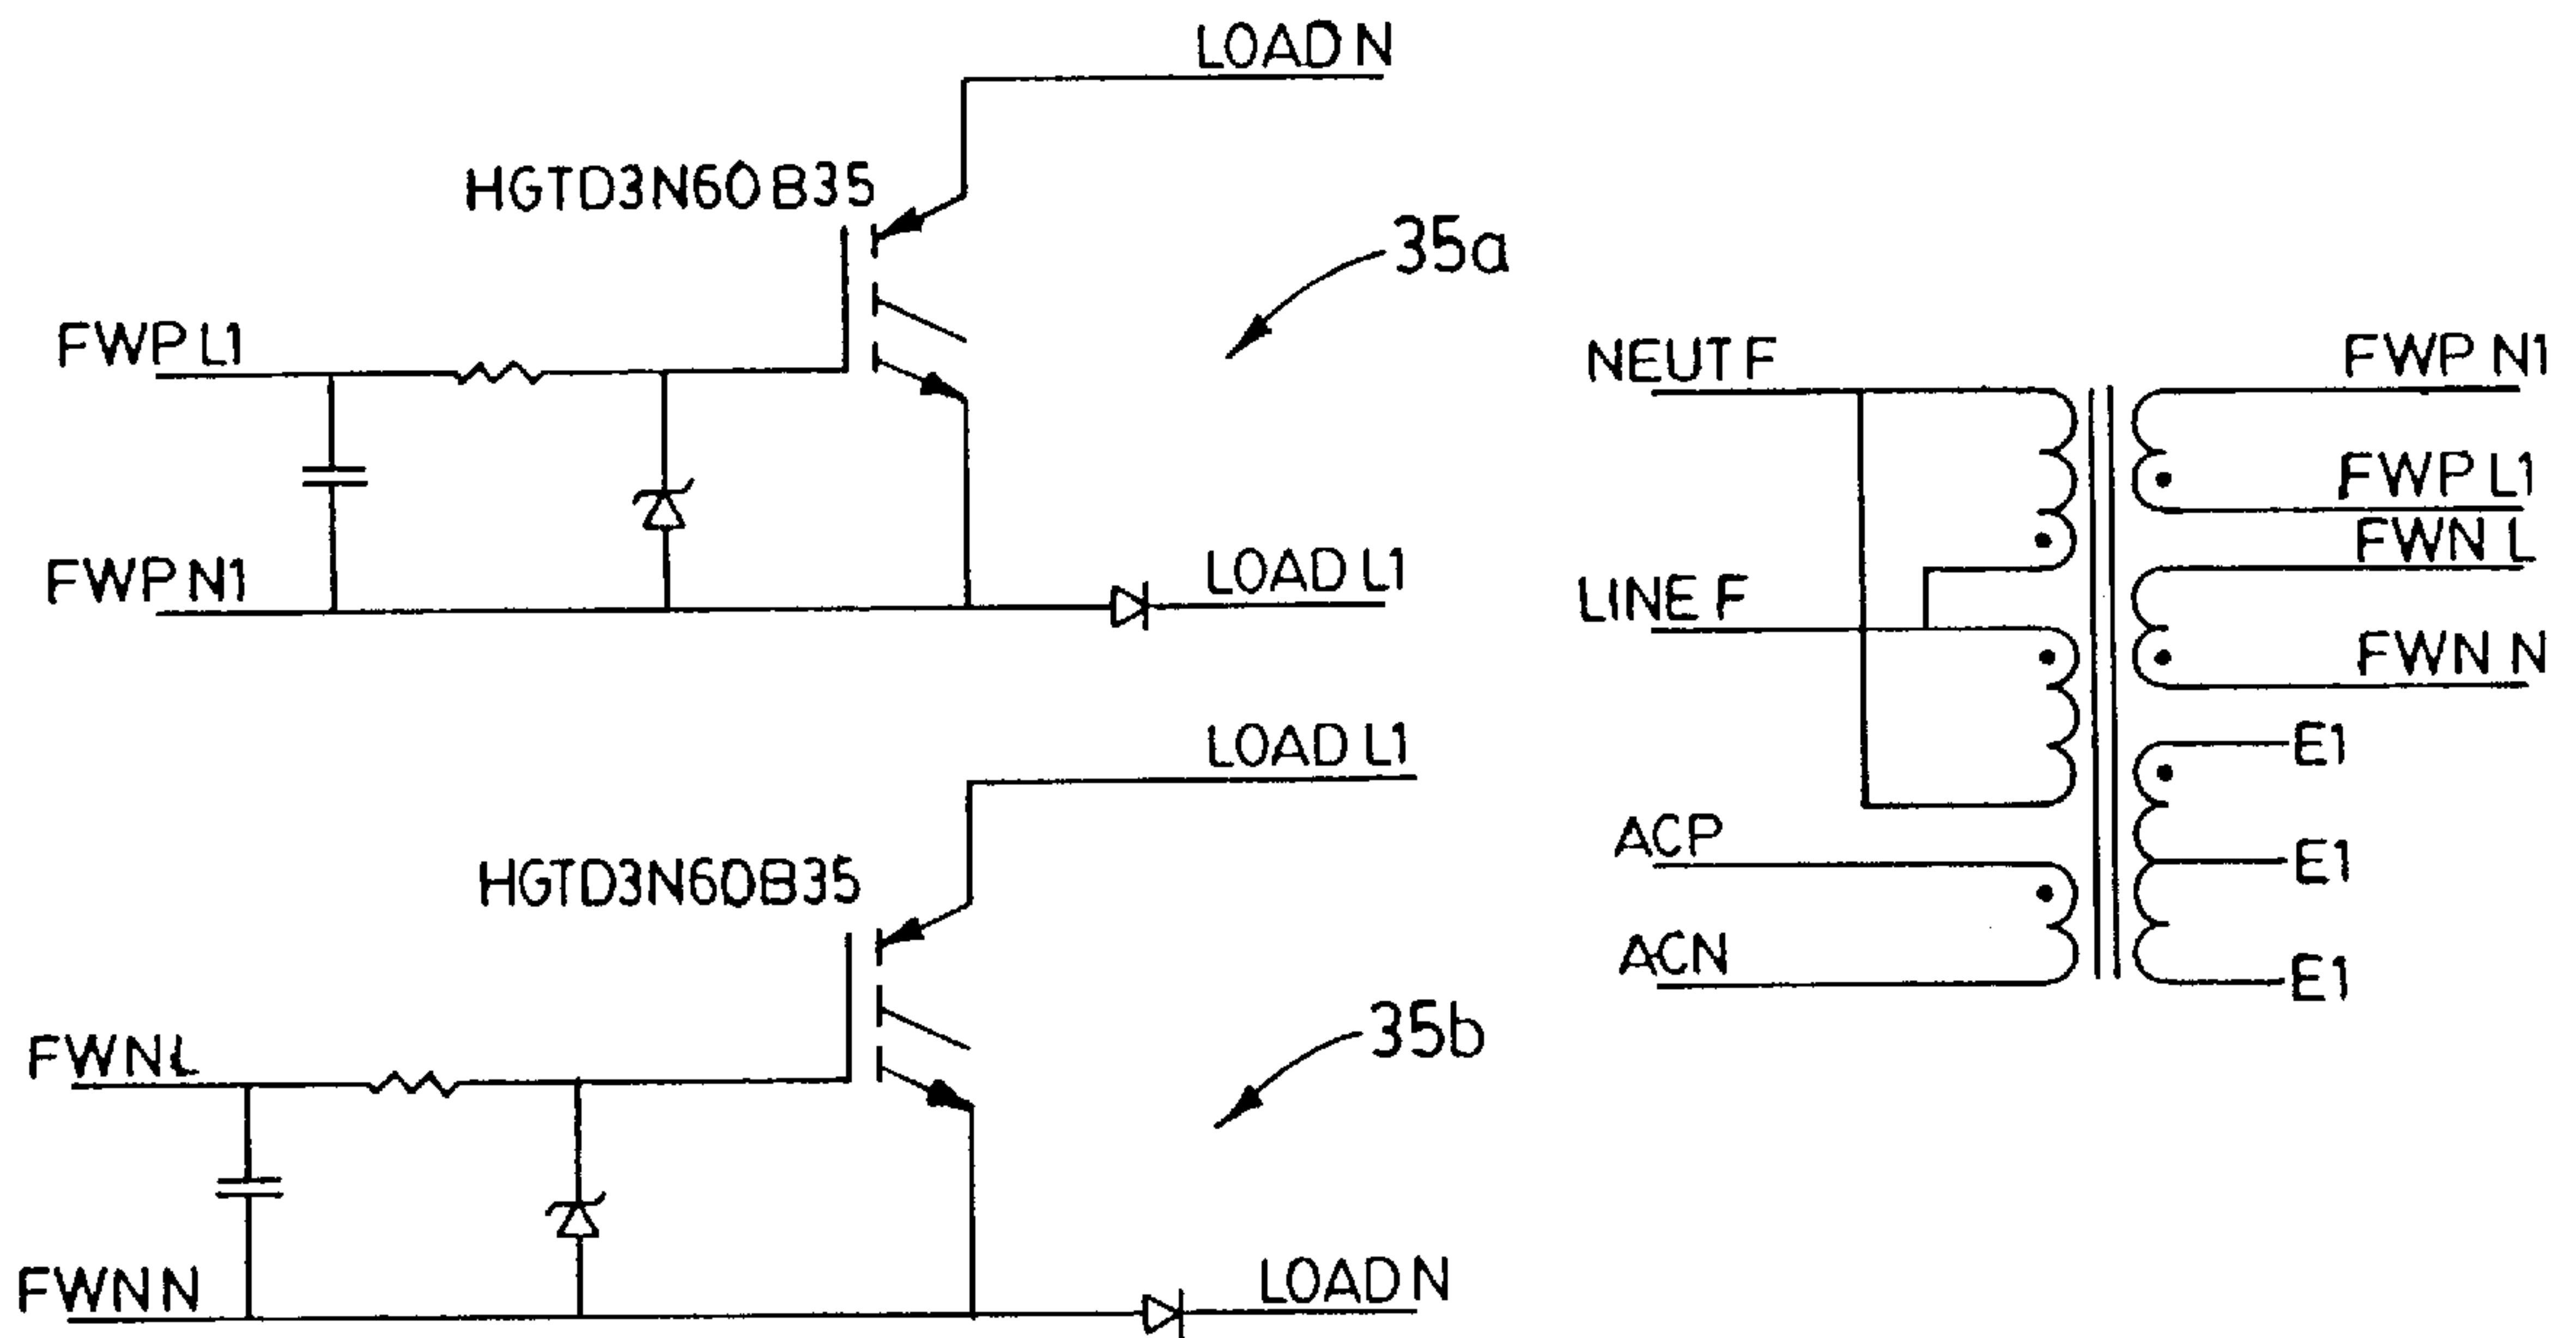 LOAD N
HGTD3N60B35
35a
FWP L1
FWP N1
LOAD L1
LOAD L1
HGTD3N60B35
35b
FWN L
FWN N
LOAD N
NEUT F
LINE F
ACP
ACN
FWP N1
FWP L1
FWN L
FWN N
E1
E1
E1